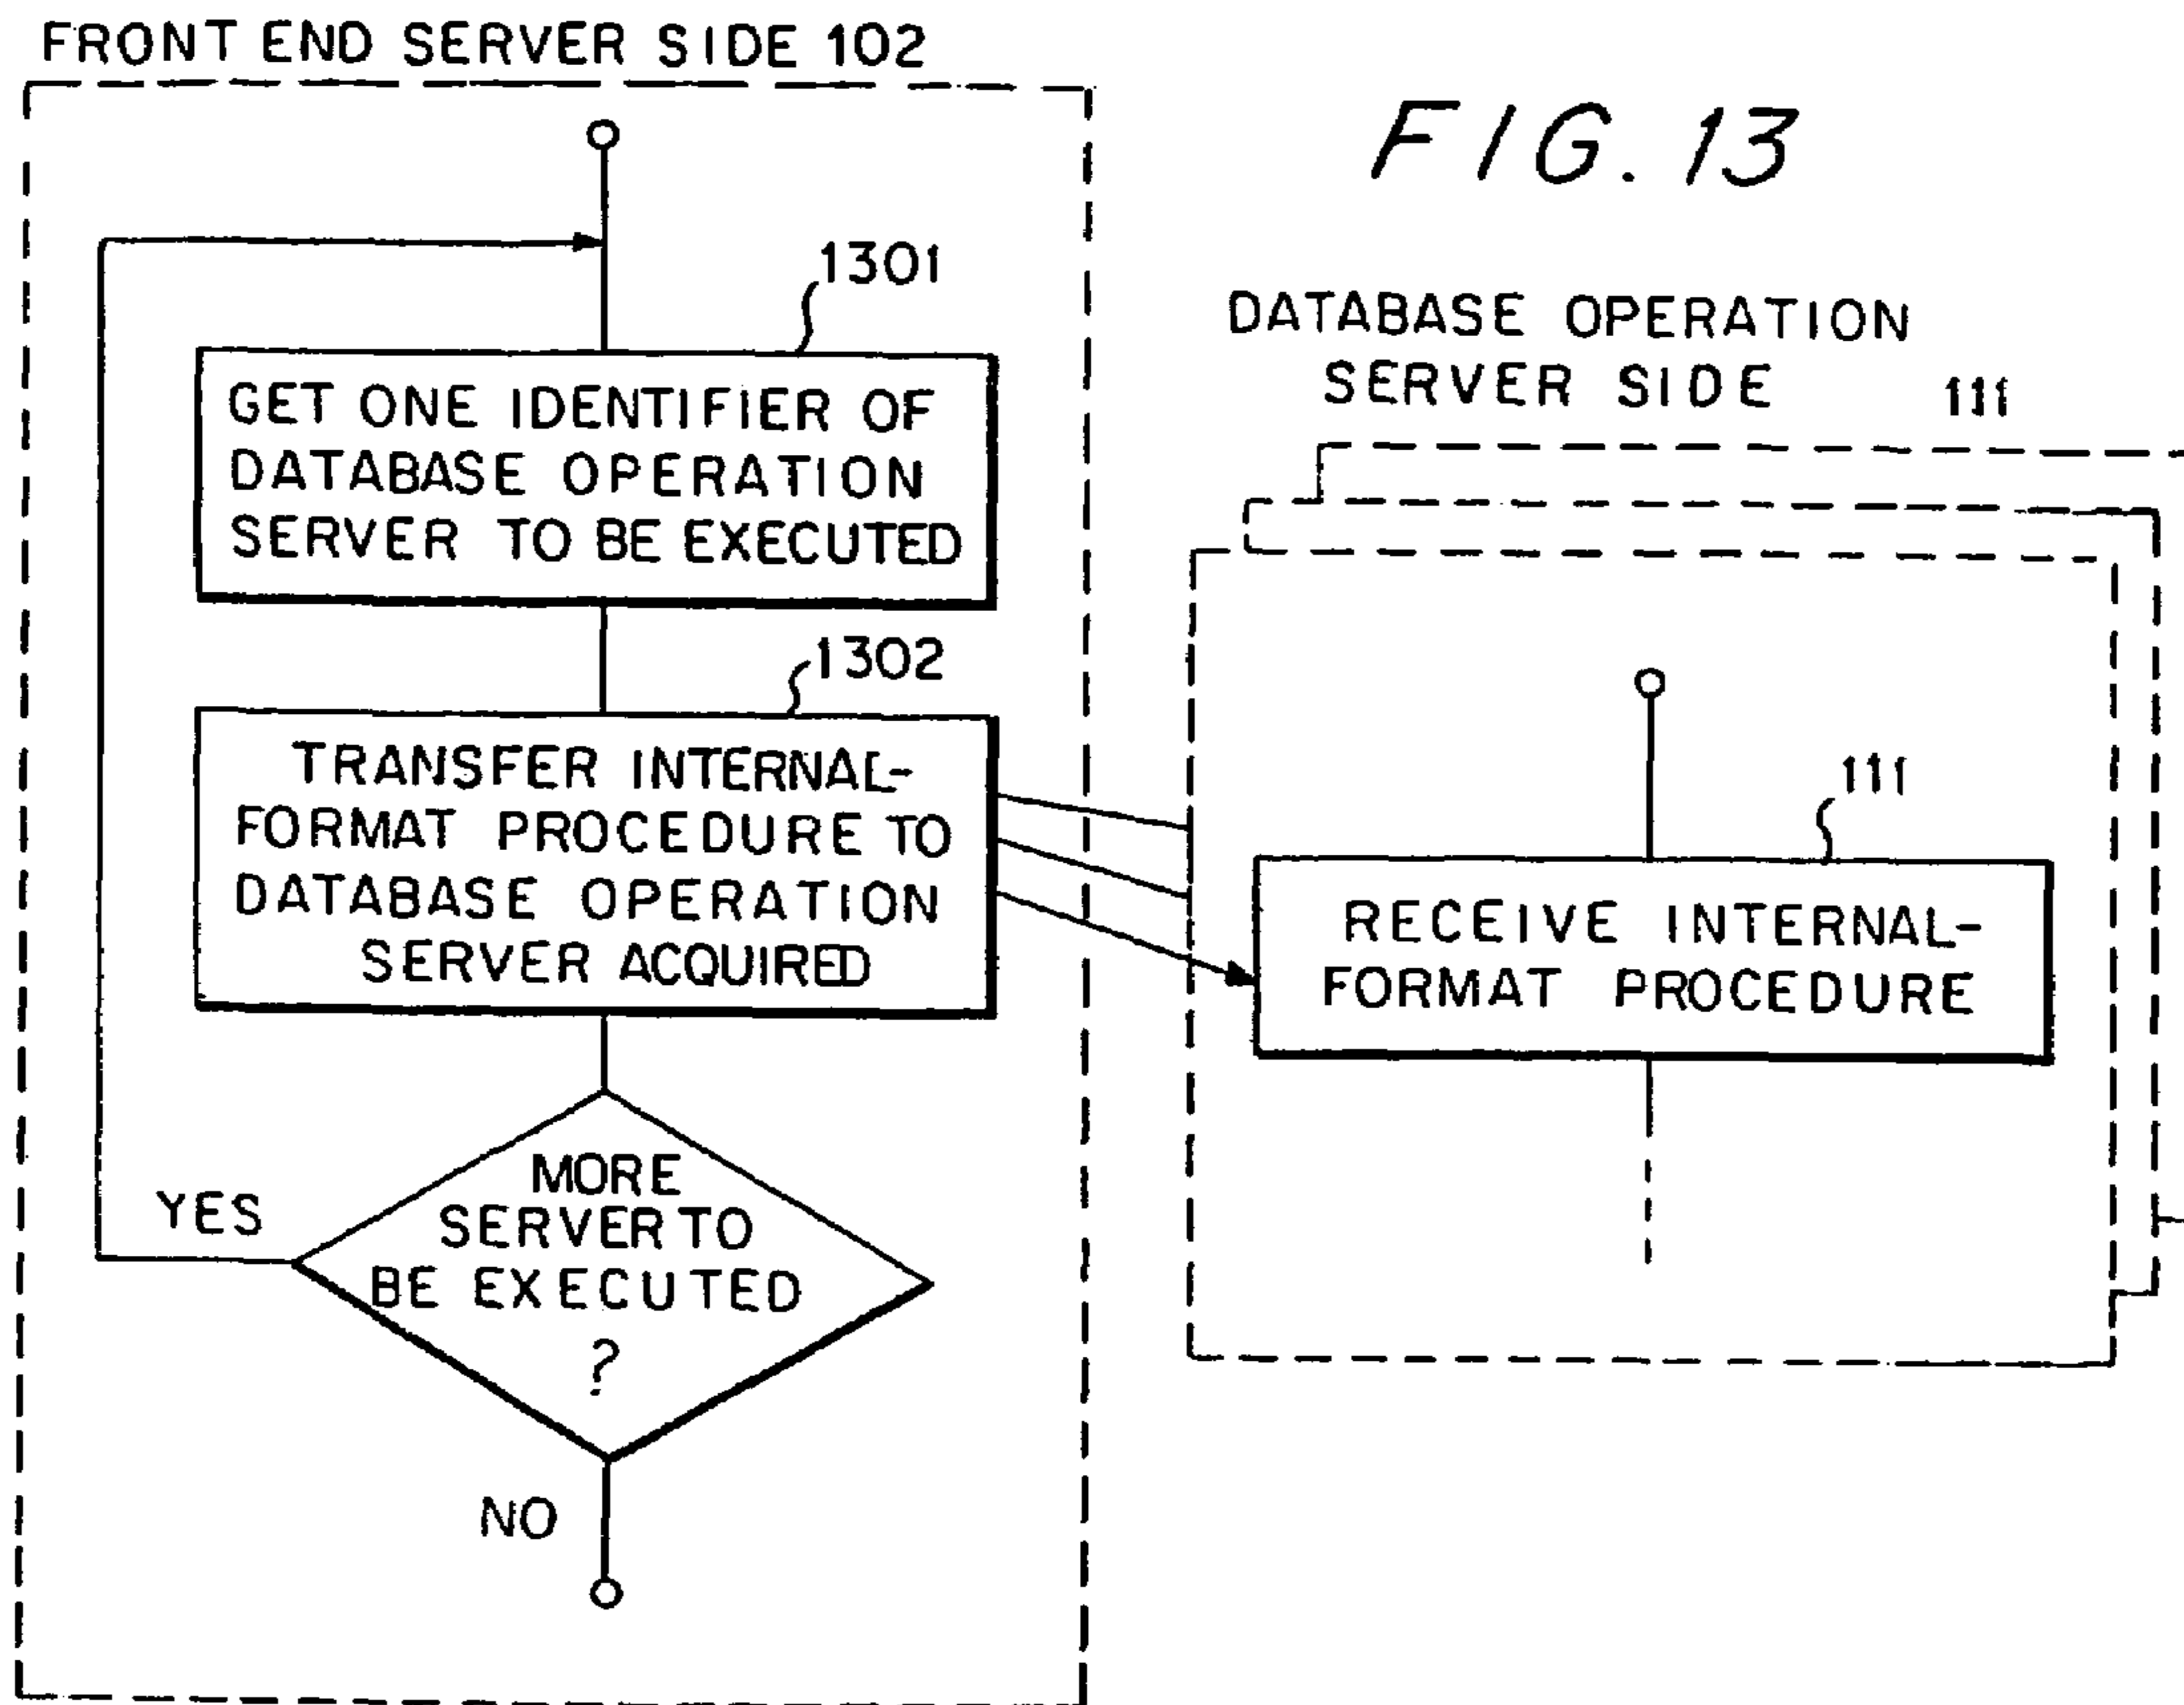 FRONT END SERVER SIDE 102
FIG. 13
1301
GET ONE IDENTIFIER OF
DATABASE OPERATION
SERVER TO BE EXECUTED
1302
TRANSFER INTERNAL-
FORMAT PROCEDURE TO
DATABASE OPERATION
SERVER ACQUIRED
MORE
SERVER TO
BE EXECUTED
?
YES
NO
DATABASE OPERATION
SERVER SIDE 111
111
RECEIVE INTERNAL-
FORMAT PROCEDURE